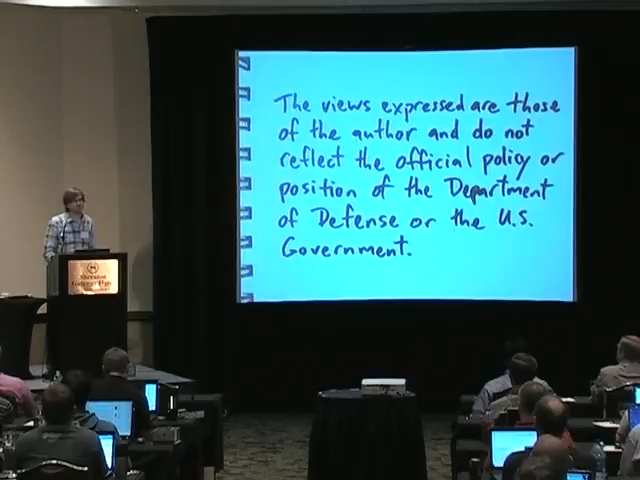 The views expressed are those
of the author and do not
reflect the official policy or
position of the Department
of Defense or the U.S.
Government.
Sheraton